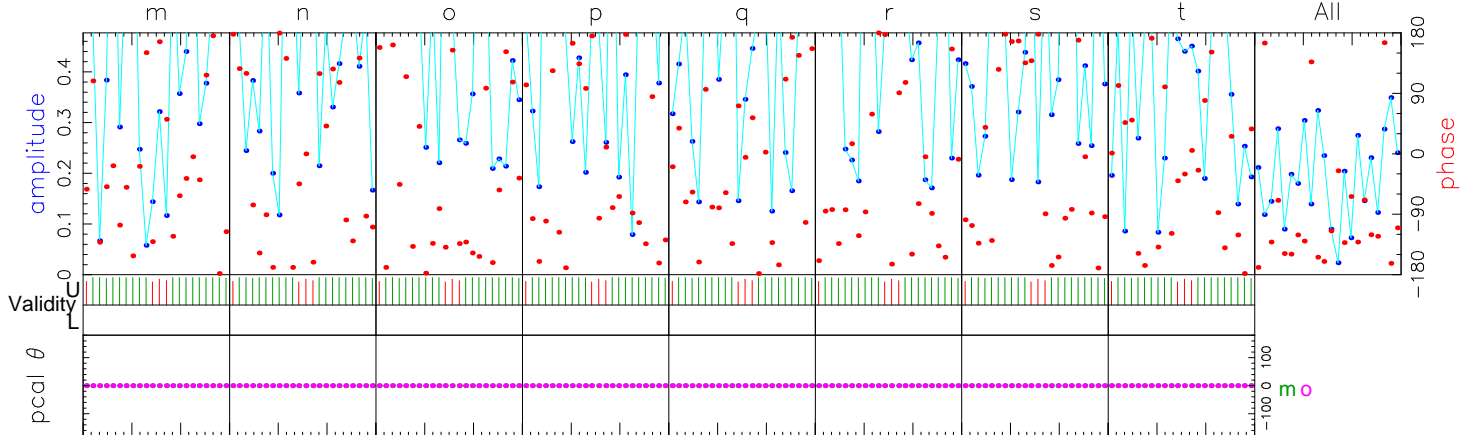 m n o p q r s t All
amplitude
0 0.1 0.2 0.3 0.4
phase
180 90 0 −90 −180
Validity
U
L
pcal θ
100 0 −100
m o